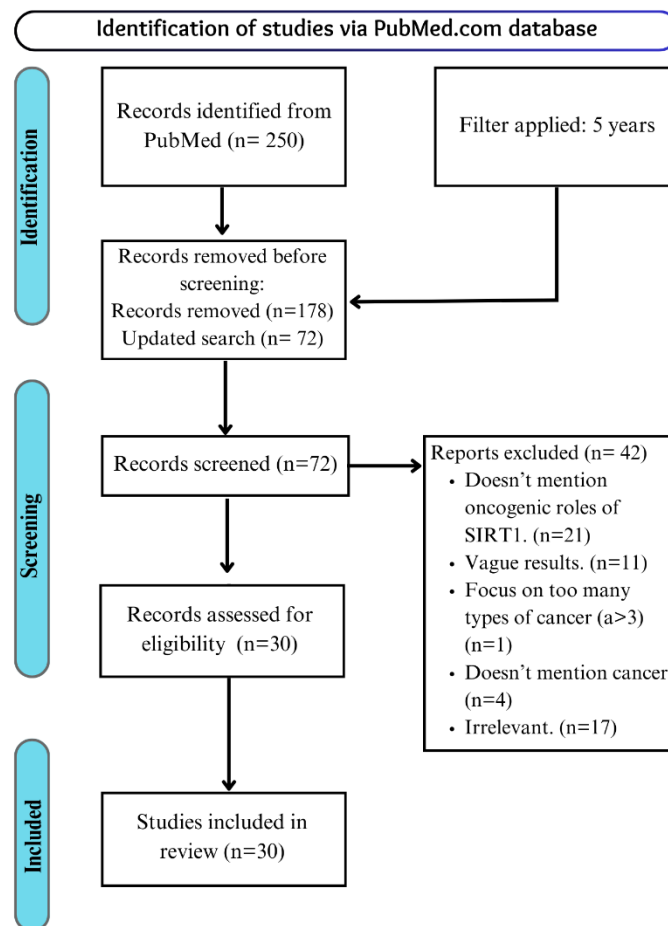 Identification of studies via PubMed.com database
Identification
Records identified from
PubMed (n= 250)
Filter applied: 5 years
Records removed before
screening:
Records removed (n=178)
Updated search (n= 72)
Screening
Records screened (n=72)
Reports excluded (n= 42)
• Doesn't mention
oncogenic roles of
SIRT1. (n=21)
• Vague results. (n=11)
• Focus on too many
types of cancer (a>3)
(n=1)
• Doesn't mention cancer
(n=4)
• Irrelevant. (n=17)
Records assessed for
eligibility (n=30)
Included
Studies included in
review (n=30)